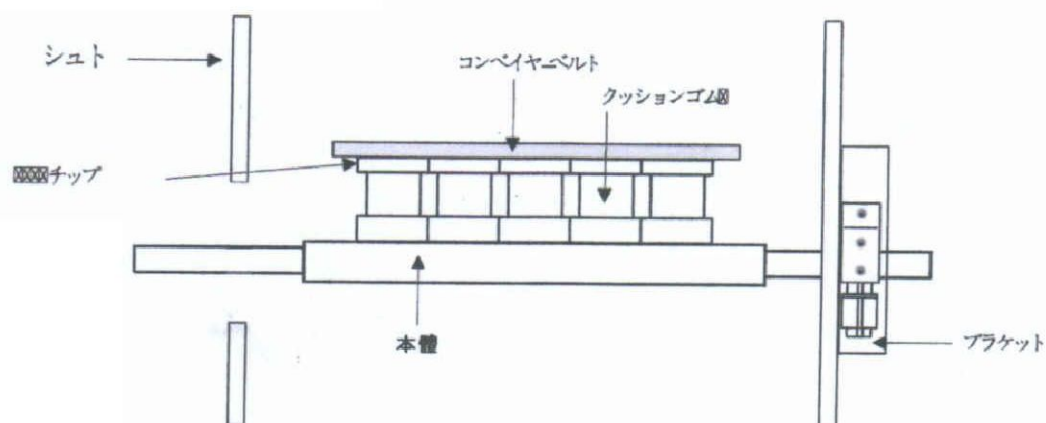 シュト
コンベイヤーベルト
クッションゴム
チップ
本體
ブラケット